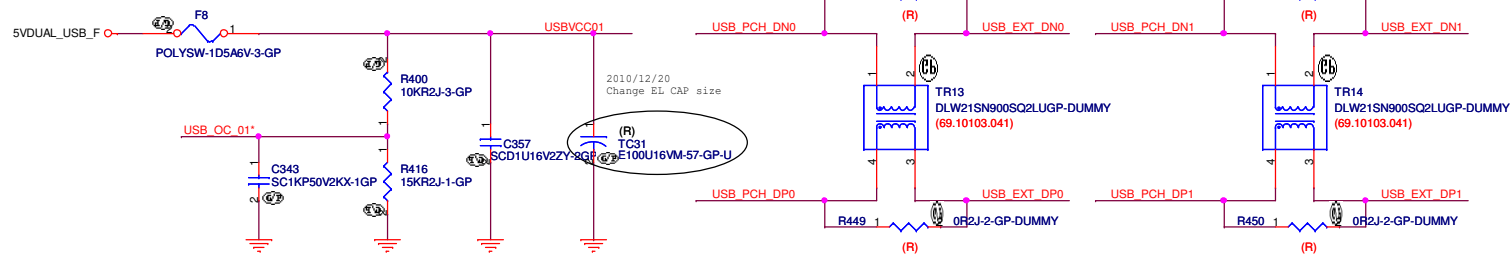 F8
5VDUAL_USB_F
2
1
POLYSW-1D5A6V-3-GP
USBVCC01
R400
10KR2J-3-GP
1
USB_OC_01*
1
C343
SC1KP50V2KX-1GP
2
1
R416
15KR2J-1-GP
1
C357
SCD1U16V2ZY-2GP
2010/12/20
Change EL CAP size
1
(R)
TC31
E100U16VM-57-GP-U
(R)
USB_PCH_DN0
USB_EXT_DN0
1
2
TR13
DLW21SN900SQ2LUGP-DUMMY
(69.10103.041)
4
3
USB_PCH_DP0
USB_EXT_DP0
R449
1
0R2J-2-GP-DUMMY
(R)
(R)
USB_PCH_DN1
USB_EXT_DN1
1
2
TR14
DLW21SN900SQ2LUGP-DUMMY
(69.10103.041)
4
3
USB_PCH_DP1
USB_EXT_DP1
R450
1
0R2J-2-GP-DUMMY
(R)